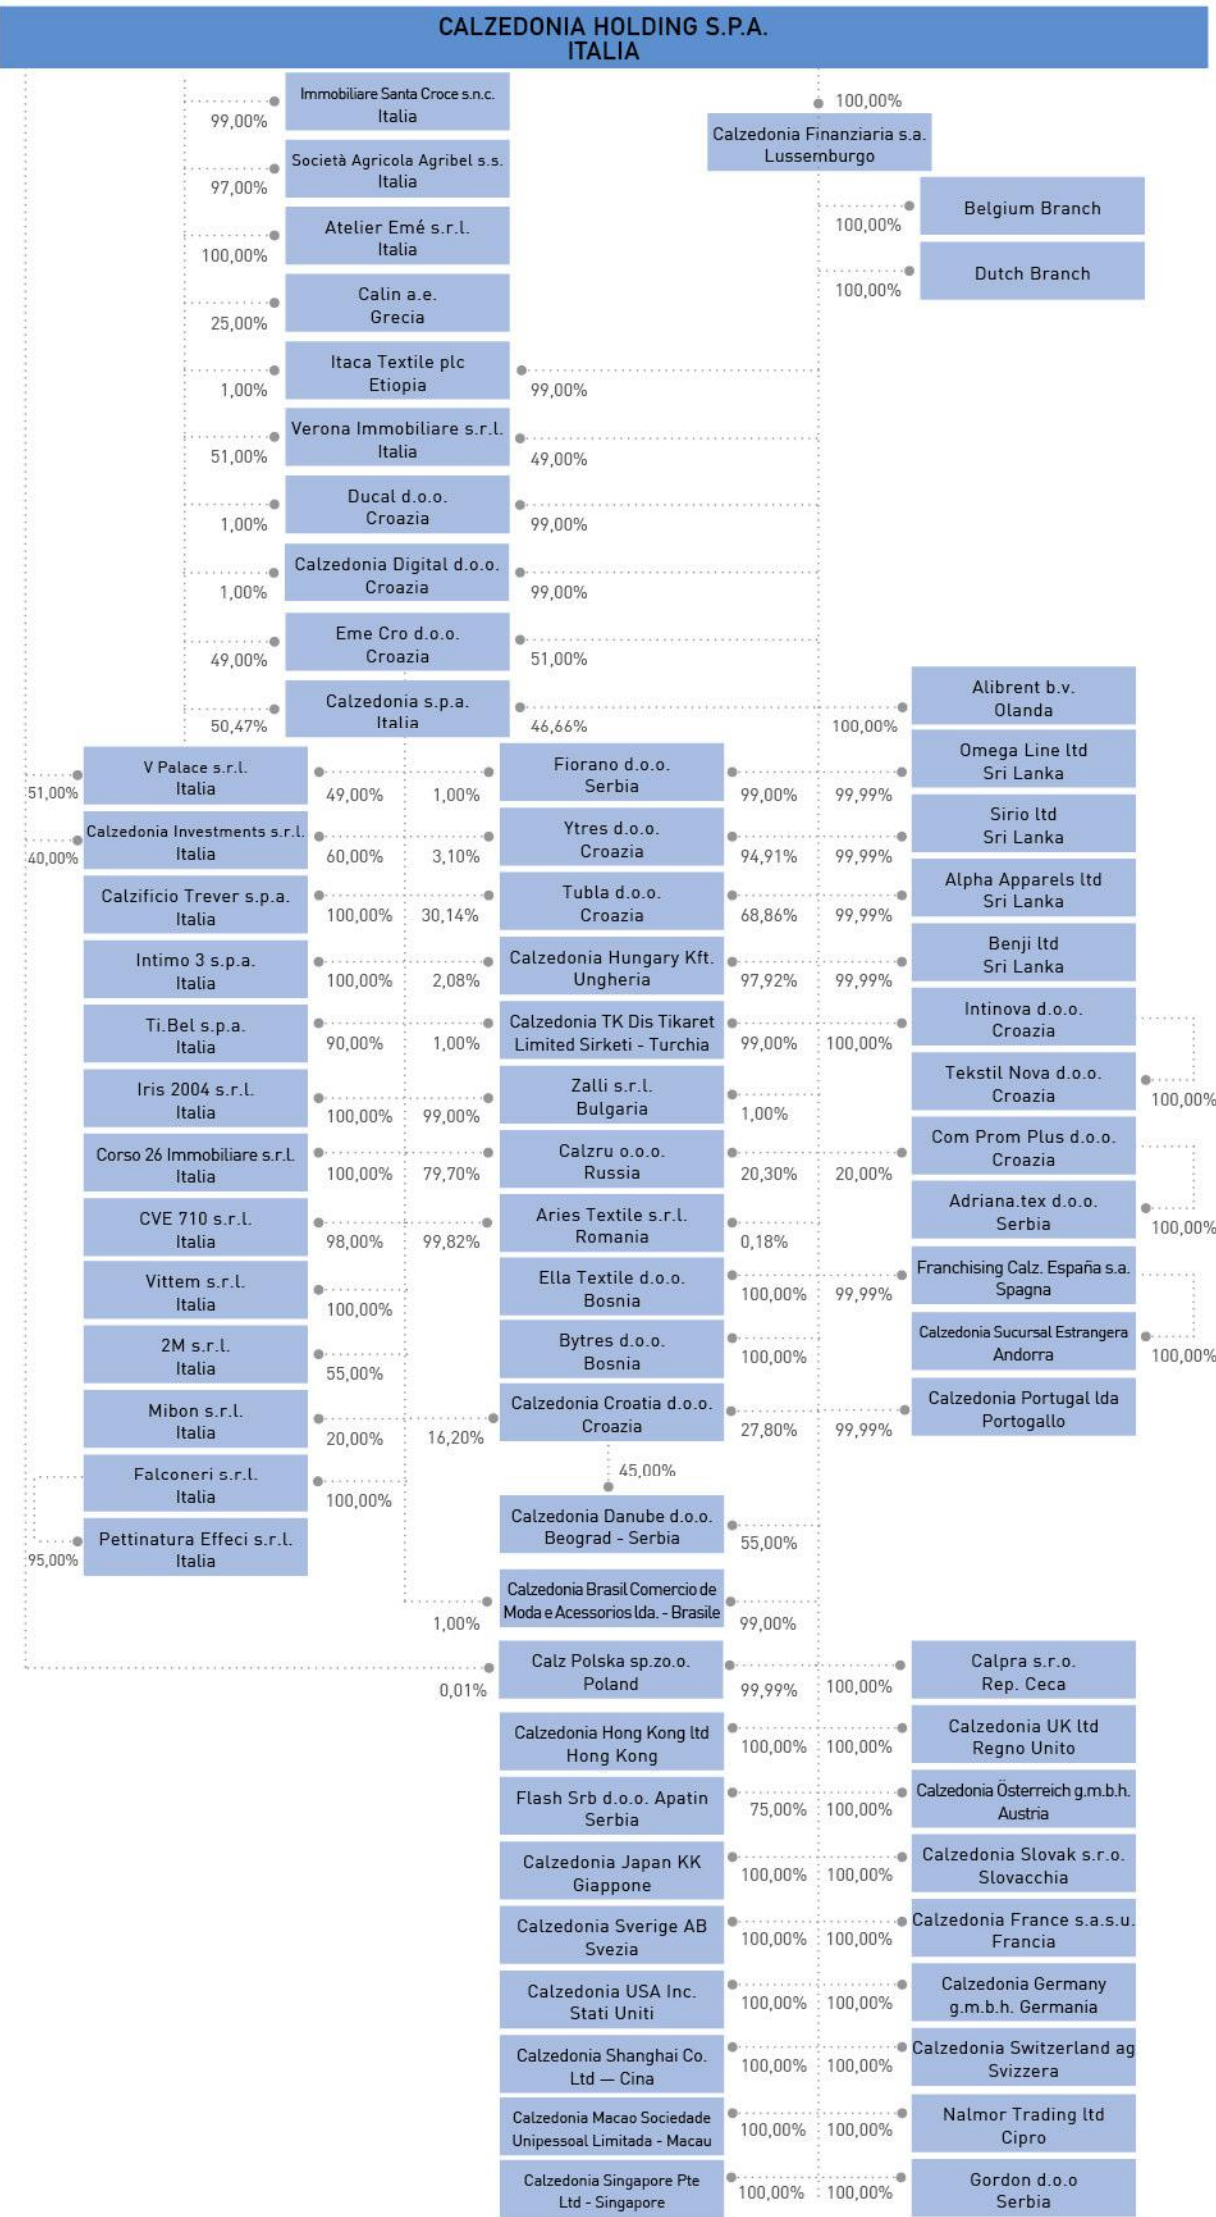 CALZEDONIA HOLDING S.P.A.
ITALIA
Immobiliare Santa Croce s.n.c.
Italia
99,00%
100,00%
Calzedonia Finanziaria s.a.
Lussemburgo
Società Agricola Agribel s.s.
Italia
97,00%
Belgium Branch
100,00%
Atelier Emé s.r.l.
Italia
100,00%
Dutch Branch
100,00%
Calin a.e.
Grecia
25,00%
Itaca Textile plc
Etiopia
1,00%
99,00%
Verona Immobiliare s.r.l.
Italia
51,00%
49,00%
Ducal d.o.o.
Croazia
1,00%
99,00%
Calzedonia Digital d.o.o.
Croazia
1,00%
99,00%
Eme Cro d.o.o.
Croazia
49,00%
51,00%
Calzedonia s.p.a.
Italia
50,47%
46,66%
100,00%
Alibrent b.v.
Olanda
V Palace s.r.l.
Italia
51,00%
49,00%
1,00%
Fiorano d.o.o.
Serbia
99,00%
99,99%
Omega Line ltd
Sri Lanka
Calzedonia Investments s.r.l.
Italia
40,00%
60,00%
3,10%
Ytres d.o.o.
Croazia
94,91%
99,99%
Sirio ltd
Sri Lanka
Calzificio Trever s.p.a.
Italia
100,00%
30,14%
Tubla d.o.o.
Croazia
68,86%
99,99%
Alpha Apparels ltd
Sri Lanka
Intimo 3 s.p.a.
Italia
100,00%
2,08%
Calzedonia Hungary Kft.
Ungheria
97,92%
99,99%
Benji ltd
Sri Lanka
Ti.Bel s.p.a.
Italia
90,00%
1,00%
Calzedonia TK Dis Tikaret
Limited Sirketi - Turchia
99,00%
100,00%
Intinova d.o.o.
Croazia
Iris 2004 s.r.l.
Italia
100,00%
99,00%
Zalli s.r.l.
Bulgaria
1,00%
Tekstil Nova d.o.o.
Croazia
100,00%
Corso 26 Immobiliare s.r.l.
Italia
100,00%
79,70%
Calzru o.o.o.
Russia
20,30%
20,00%
Com Prom Plus d.o.o.
Croazia
CVE 710 s.r.l.
Italia
98,00%
99,82%
Aries Textile s.r.l.
Romania
0,18%
Adriana.tex d.o.o.
Serbia
100,00%
Vittem s.r.l.
Italia
100,00%
Ella Textile d.o.o.
Bosnia
100,00%
99,99%
Franchising Calz. España s.a.
Spagna
2M s.r.l.
Italia
55,00%
Bytres d.o.o.
Bosnia
100,00%
Calzedonia Sucursal Estrangera
Andorra
100,00%
Mibon s.r.l.
Italia
20,00%
16,20%
Calzedonia Croatia d.o.o.
Croazia
27,80%
99,99%
Calzedonia Portugal lda
Portogallo
Falconeri s.r.l.
Italia
100,00%
45,00%
Pettinatura Effeci s.r.l.
Italia
95,00%
Calzedonia Danube d.o.o.
Beograd - Serbia
55,00%
Calzedonia Brasil Comercio de
Moda e Acessorios lda. - Brasile
1,00%
99,00%
Calz Polska sp.zo.o.
Poland
0,01%
99,99%
100,00%
Calpra s.r.o.
Rep. Ceca
Calzedonia Hong Kong ltd
Hong Kong
100,00%
100,00%
Calzedonia UK ltd
Regno Unito
Flash Srb d.o.o. Apatin
Serbia
75,00%
100,00%
Calzedonia Österreich g.m.b.h.
Austria
Calzedonia Japan KK
Giappone
100,00%
100,00%
Calzedonia Slovak s.r.o.
Slovacchia
Calzedonia Sverige AB
Svezia
100,00%
100,00%
Calzedonia France s.a.s.u.
Francia
Calzedonia USA Inc.
Stati Uniti
100,00%
100,00%
Calzedonia Germany
g.m.b.h. Germania
Calzedonia Shanghai Co.
Ltd — Cina
100,00%
100,00%
Calzedonia Switzerland ag
Svizzera
Calzedonia Macao Sociedade
Unipessoal Limitada - Macau
100,00%
100,00%
Nalmor Trading ltd
Cipro
Calzedonia Singapore Pte
Ltd - Singapore
100,00%
100,00%
Gordon d.o.o
Serbia